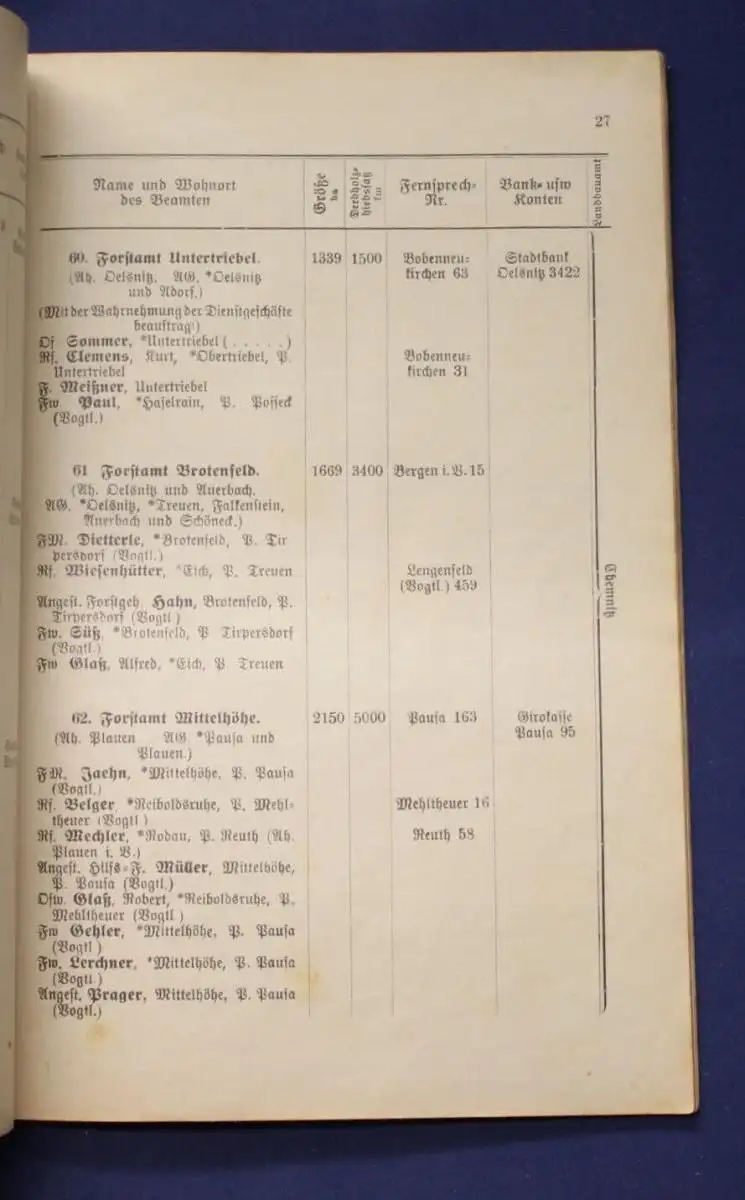 27
Name und Wohnort
des Beamten
Größe
ha
Derbholz-
hiebssatz
fm
Fernsprech-
Nr.
Bank- usw
Konten
Landbauamt
60. Forstamt Untertriebel. 1339 1500 Bobenneu- Stadtbank
(Ah. Oelsnitz. AG. *Oelsnitz kirchen 63 Oelsnitz 3422
und Adorf.)
(Mit der Wahrnehmung der Dienstgeschäfte
beauftragt)
Of Sommer, *Untertriebel (.....)
Rf. Clemens, Kurt, *Obertriebel, P. Bobenneu-
Untertriebel kirchen 31
F. Meißner, Untertriebel
Fw Paul, *Haselrain, P. Posseck
(Vogtl.)
61 Forstamt Brotenfeld. 1669 3400 Bergen i. V. 15
(Ah. Oelsnitz und Auerbach.
AG. *Oelsnitz, *Treuen, Falkenstein,
Auerbach und Schöneck.)
FM. Dietterle, *Brotenfeld, P. Tir
persdorf (Vogtl.)
Rf. Wiesenhütter, *Eich, P. Treuen Lengenfeld
(Vogtl.) 459
Angest. Forstgeh Hahn, Brotenfeld, P.
Tirpersdorf (Vogtl)
Fw. Süß, *Brotenfeld, P Tirpersdorf
(Vogtl.)
Fw Glaß, Alfred, *Eich, P. Treuen
Chemnitz
62. Forstamt Mittelhöhe. 2150 5000 Pausa 163 Girokasse
(Ah. Plauen AG *Pausa und Pausa 95
Plauen.)
FM. Jaehn, *Mittelhöhe, P. Pausa
(Vogtl.)
Rf. Belger, *Reiboldsruhe, P. Mehl- Mehltheuer 16
theuer (Vogtl)
Rf. Mechler, *Rodau, P. Reuth (Ah. Reuth 58
Plauen i. V.)
Angest. Hilfs-F. Müller, Mittelhöhe,
P. Pausa (Vogtl.)
Ofw. Glaß, Robert, *Reiboldsruhe, P.
Mehltheuer (Vogtl)
Fw Gehler, *Mittelhöhe, P. Pausa
(Vogtl)
Fw. Lerchner, *Mittelhöhe, P. Pausa
(Vogtl)
Angest. Prager, Mittelhöhe, P. Pausa
(Vogtl.)